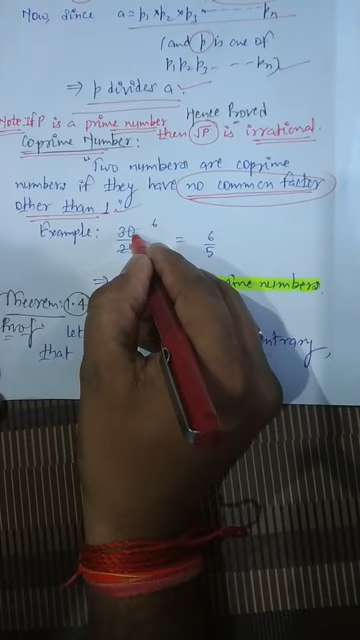 Now, since a = p₁ × p₂ × p₃ - - - - - - pₙ
(and p is one of
p₁ p₂ p₃ - - - - - pₙ)
⇒ p divides a
Hence Proved
Note: If P is a prime number then √P is irrational.
Coprime Number:
"Two numbers are coprime
numbers if they have no common factor
other than 1."
Example: 30 6 = 6/5
⇒ numbers.
Theorem: 1.4
Proof Let contrary,
that